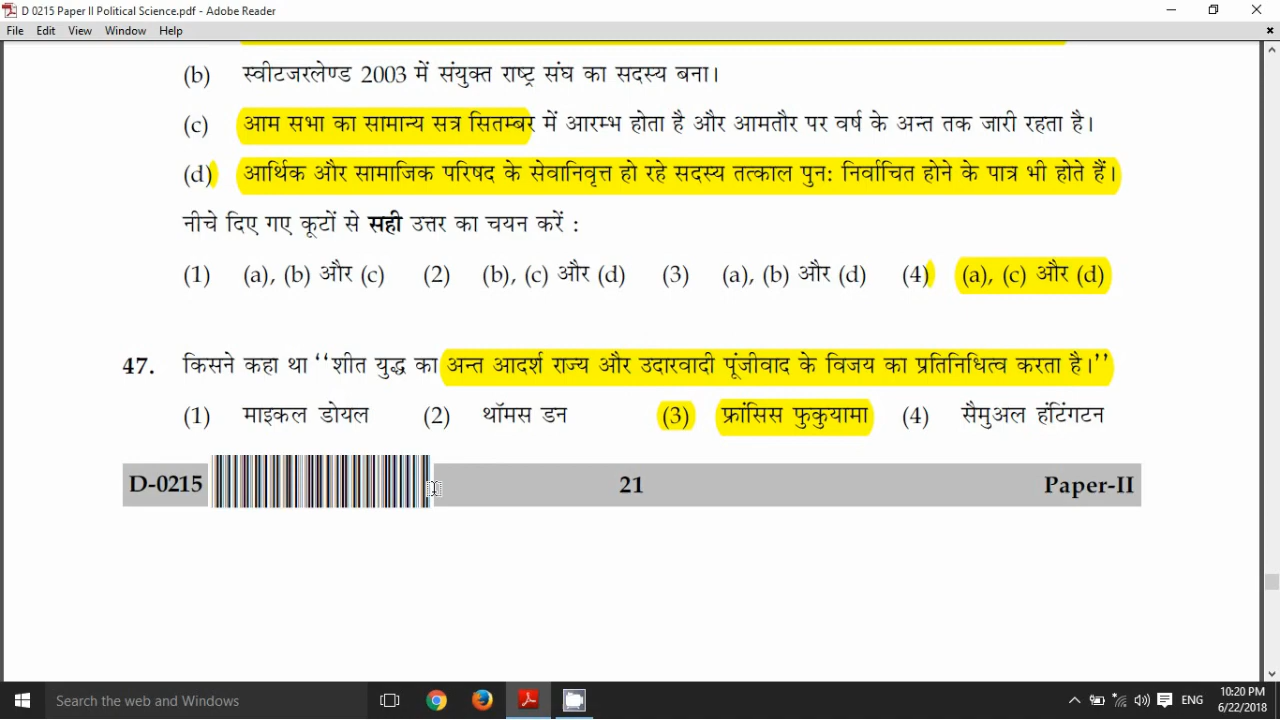 D 0215 Paper II Political Science.pdf - Adobe Reader
File Edit View Window Help
(b) स्वीटजरलेण्ड 2003 में संयुक्त राष्ट्र संघ का सदस्य बना।
(c) आम सभा का सामान्य सत्र सितम्बर में आरम्भ होता है और आमतौर पर वर्ष के अन्त तक जारी रहता है।
(d) आर्थिक और सामाजिक परिषद के सेवानिवृत्त हो रहे सदस्य तत्काल पुन: निर्वाचित होने के पात्र भी होते हैं।
नीचे दिए गए कूटों से सही उत्तर का चयन करें :
(1) (a), (b) और (c) (2) (b), (c) और (d) (3) (a), (b) और (d) (4) (a), (c) और (d)
47. किसने कहा था ‘‘शीत युद्ध का अन्त आदर्श राज्य और उदारवादी पूंजीवाद के विजय का प्रतिनिधित्व करता है।’’
(1) माइकल डोयल (2) थॉमस डन (3) फ्रांसिस फुकुयामा (4) सैमुअल हंटिंगटन
D-0215 21 Paper-II
Search the web and Windows
ENG
10:20 PM
6/22/2018